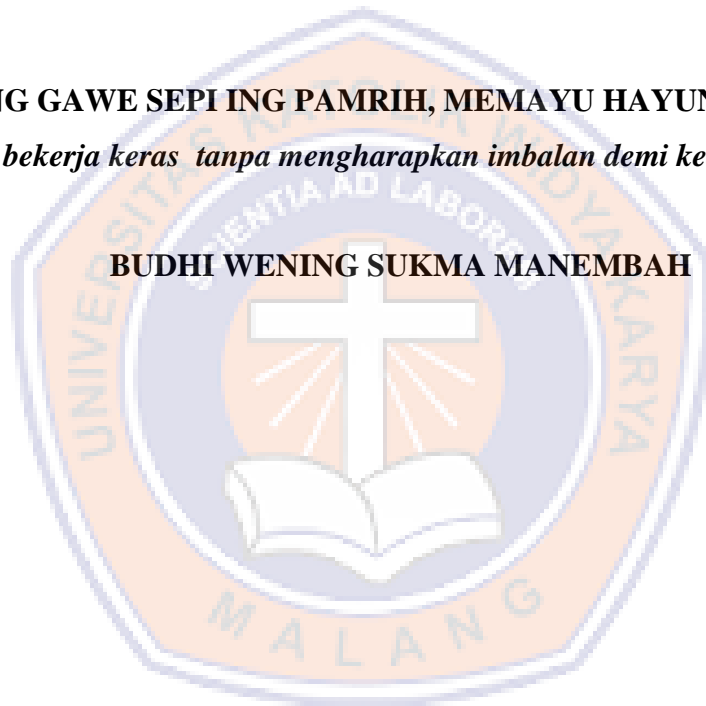 NG GAWE SEPI ING PAMRIH, MEMAYU HAYUN
bekerja keras tanpa mengharapkan imbalan demi ke
BUDHI WENING SUKMA MANEMBAH
UNIVERSITAS KATOLIK WIDYA KARYA
SCIENTIA AD LABOREM
MALANG